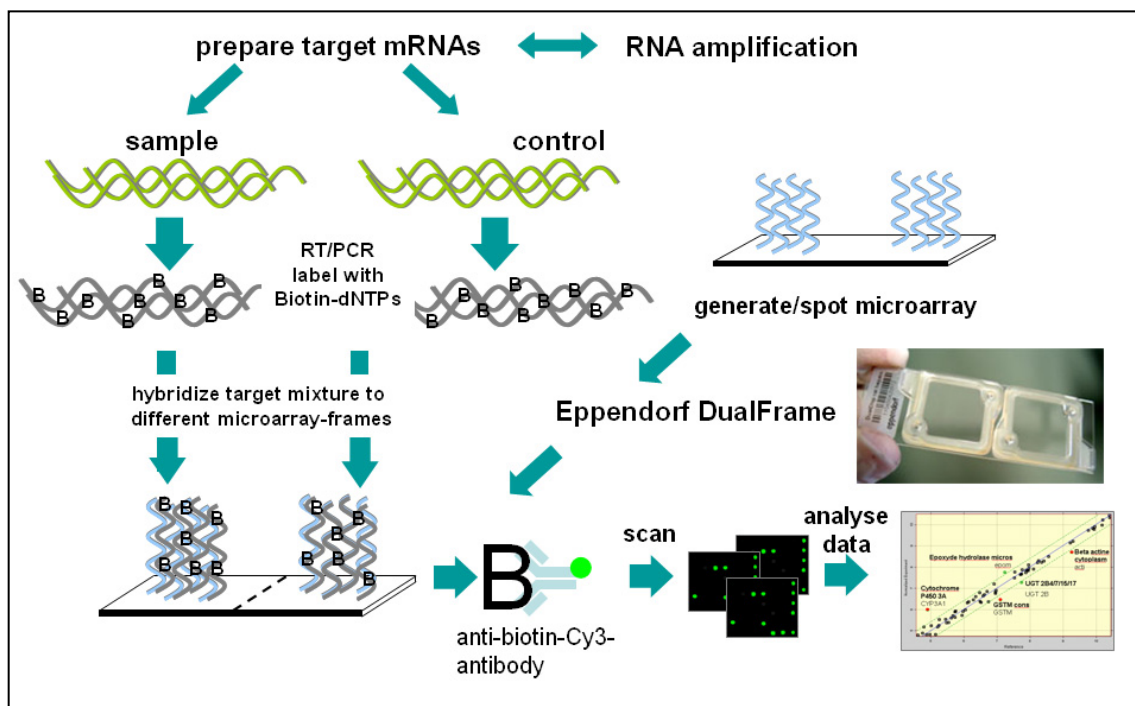 prepare target mRNAs
RNA amplification
sample
control
RT/PCR
label with
Biotin-dNTPs
B B B B B B B
B B B B B B B B
generate/spot microarray
hybridize target mixture to
different microarray-frames
Eppendorf DualFrame
eppendorf
B B B B B B
B B B B B
B
anti-biotin-Cy3-
antibody
scan
analyse
data
Epoxyde hydrolase micros
Beta actine
cytoplasm
Cytochrome
P450 3A
CYP3A1
UGT 2B4/7/15/17
UGT 2B
GSTM cons
GSTM
Reference